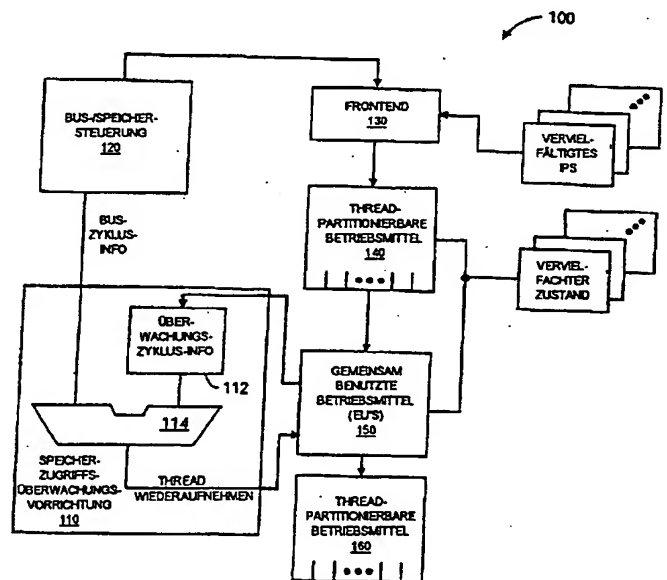 100
BUS-/SPEICHER-
STEUERUNG
120
FRONTEND
130
VERVIEL-
FÄLTIGTES
IPS
BUS-
ZYKLUS-
INFO
THREAD-
PARTITIONIERBARE
BETRIEBSMITTEL
140
VERVIEL-
FACHTER
ZUSTAND
ÜBER-
WACHUNGS-
ZYKLUS-INFO
112
GEMEINSAM
BENUTZTE
BETRIEBSMITTEL
(EU'S)
150
114
SPEICHER-
ZUGRIFFS-
ÜBERWACHUNGS-
VORRICHTUNG
110
THREAD
WIEDERAUFNEHMEN
THREAD-
PARTITIONIERBARE
BETRIEBSMITTEL
160